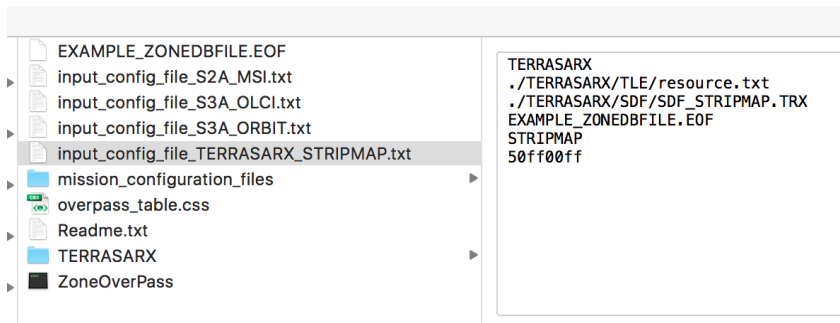 EXAMPLE_ZONEDBFILE.EOF
input_config_file_S2A_MSI.txt
input_config_file_S3A_OLCI.txt
input_config_file_S3A_ORBIT.txt
input_config_file_TERRASARX_STRIPMAP.txt
mission_configuration_files
CSS
overpass_table.css
Readme.txt
TERRASARX
ZoneOverPass
TERRASARX
./TERRASARX/TLE/resource.txt
./TERRASARX/SDF/SDF_STRIPMAP.TRX
EXAMPLE_ZONEDBFILE.EOF
STRIPMAP
50ff00ff